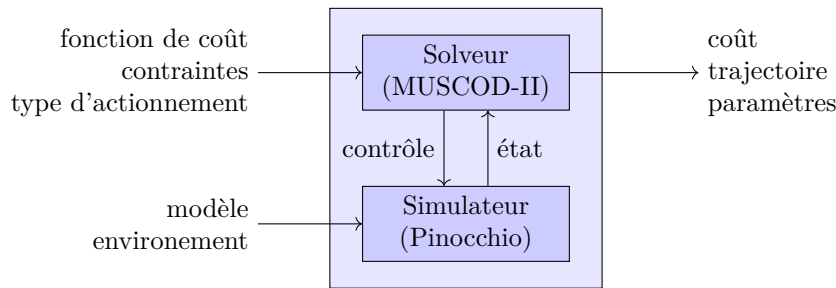 fonction de coût
contraintes
type d'actionnement
Solveur
(MUSCOD-II)
coût
trajectoire
paramètres
contrôle
état
modèle
environement
Simulateur
(Pinocchio)